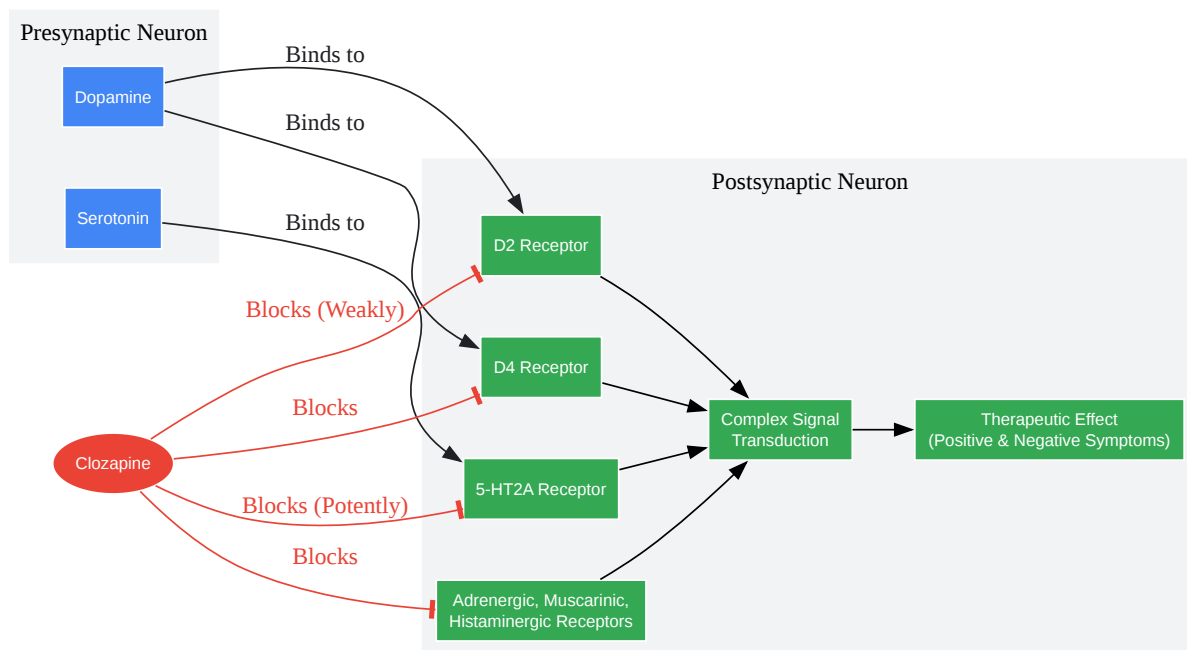 Presynaptic Neuron
Dopamine
Serotonin
Binds to
Binds to
Binds to
Postsynaptic Neuron
D2 Receptor
D4 Receptor
5-HT2A Receptor
Adrenergic, Muscarinic,
Histaminergic Receptors
Blocks (Weakly)
Blocks
Blocks (Potently)
Blocks
Clozapine
Complex Signal
Transduction
Therapeutic Effect
(Positive & Negative Symptoms)